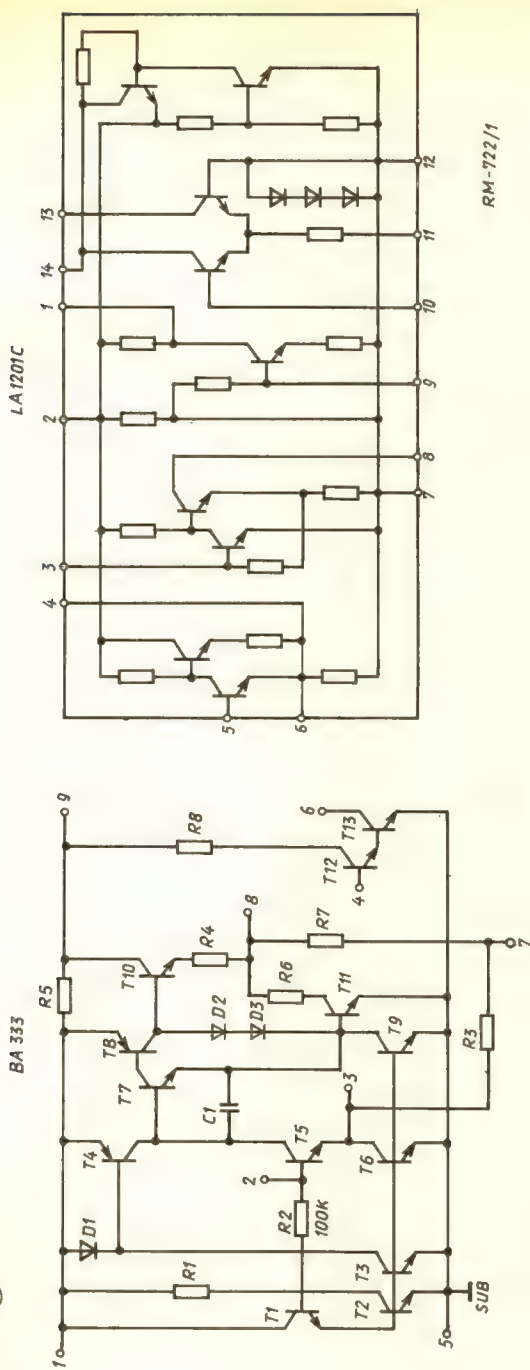 BA 333
1
9
R5
D1
T4
T8
T10
R8
R1
T7
D2
R4
6
C1
D3
8
T12
T13
2
R6
4
T1
R2
100K
T5
3
T11
R7
T2
T3
T6
T9
R3
5
SUB
7
LA1201C
4
3
2
1
14
13
5
6
7
8
9
10
11
12
RM-722/1